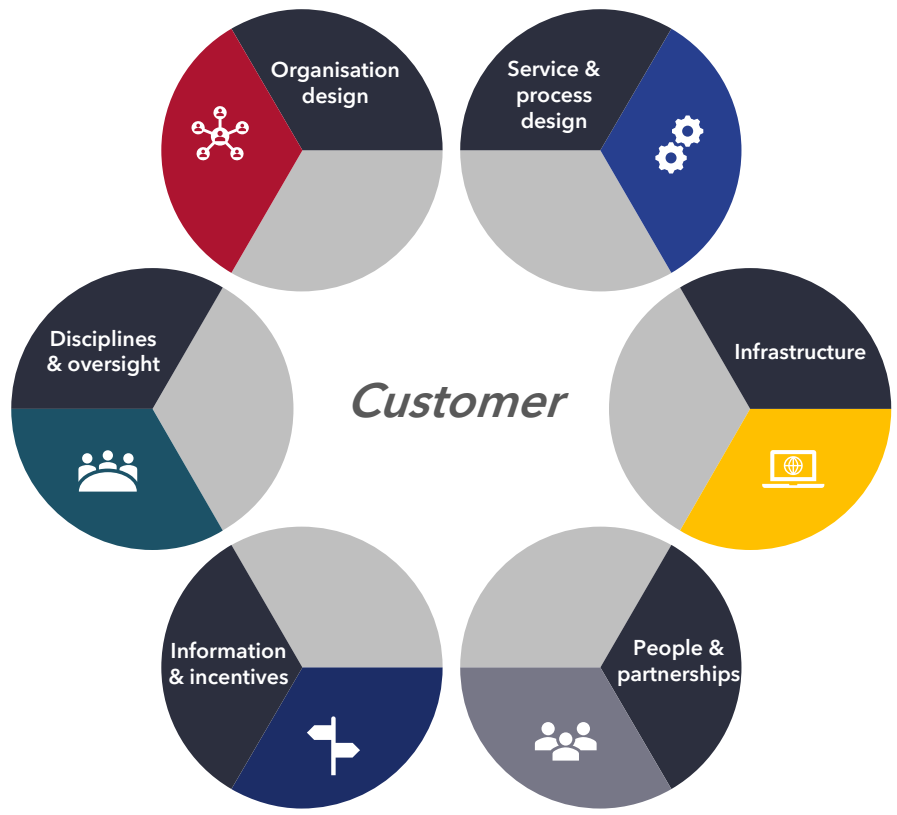 Organisation
design
Service &
process
design
Disciplines
& oversight
Infrastructure
Customer
Information
& incentives
People &
partnerships